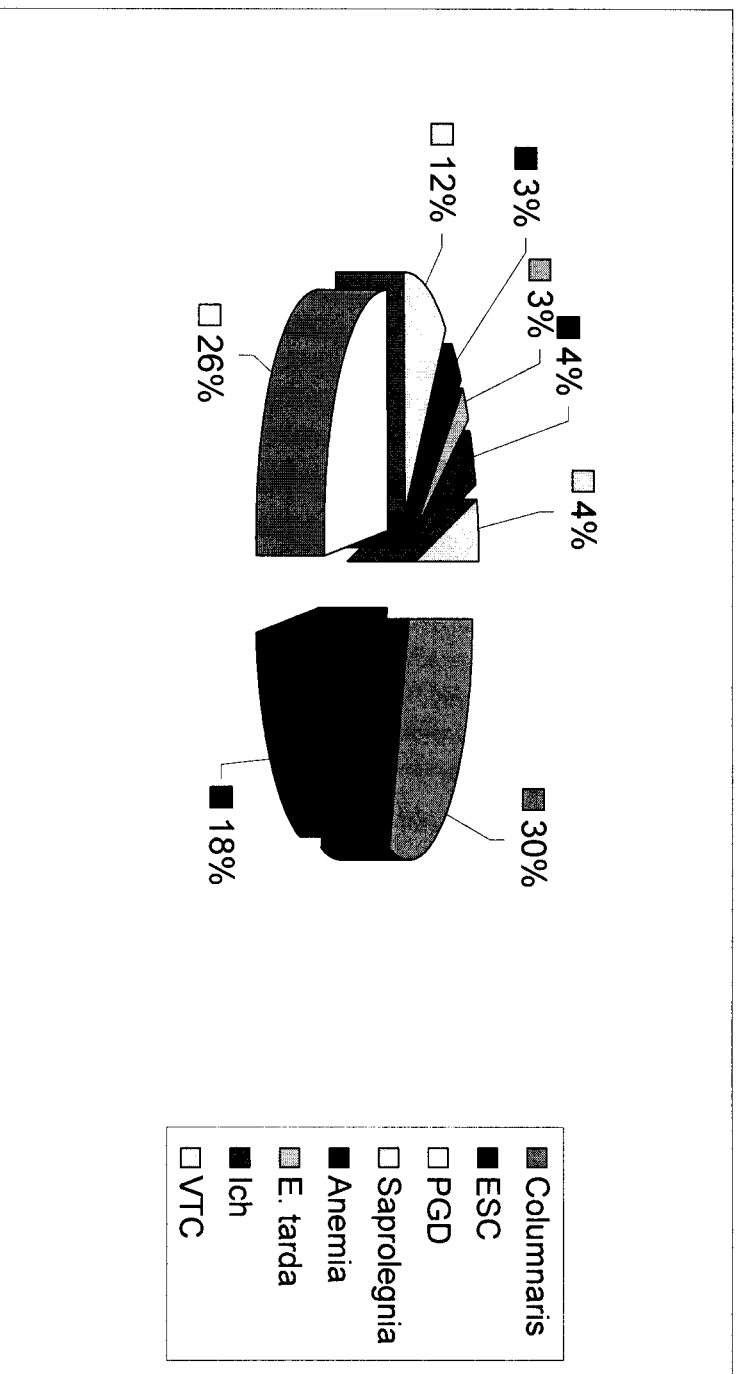 4%
4%
3%
30%
3%
12%
18%
26%
Columnaris
ESC
PGD
Saprolegnia
Anemia
E. tarda
Ich
VTC